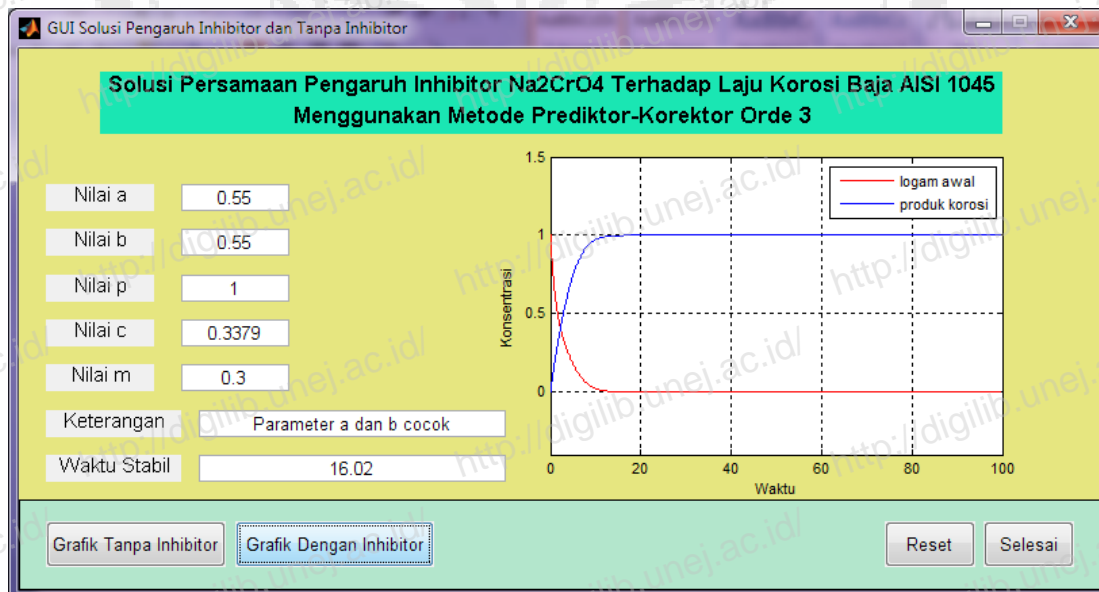 GUI Solusi Pengaruh Inhibitor dan Tanpa Inhibitor
Solusi Persamaan Pengaruh Inhibitor Na2CrO4 Terhadap Laju Korosi Baja AISI 1045
Menggunakan Metode Prediktor-Korektor Orde 3
Nilai a 0.55
Nilai b 0.55
Nilai p 1
Nilai c 0.3379
Nilai m 0.3
Keterangan Parameter a dan b cocok
Waktu Stabil 16.02
1.5
1
0.5
0
Konsentrasi
logam awal
produk korosi
0 20 40 60 80 100
Waktu
Grafik Tanpa Inhibitor Grafik Dengan Inhibitor Reset Selesai
http://digilib.unej.ac.id/